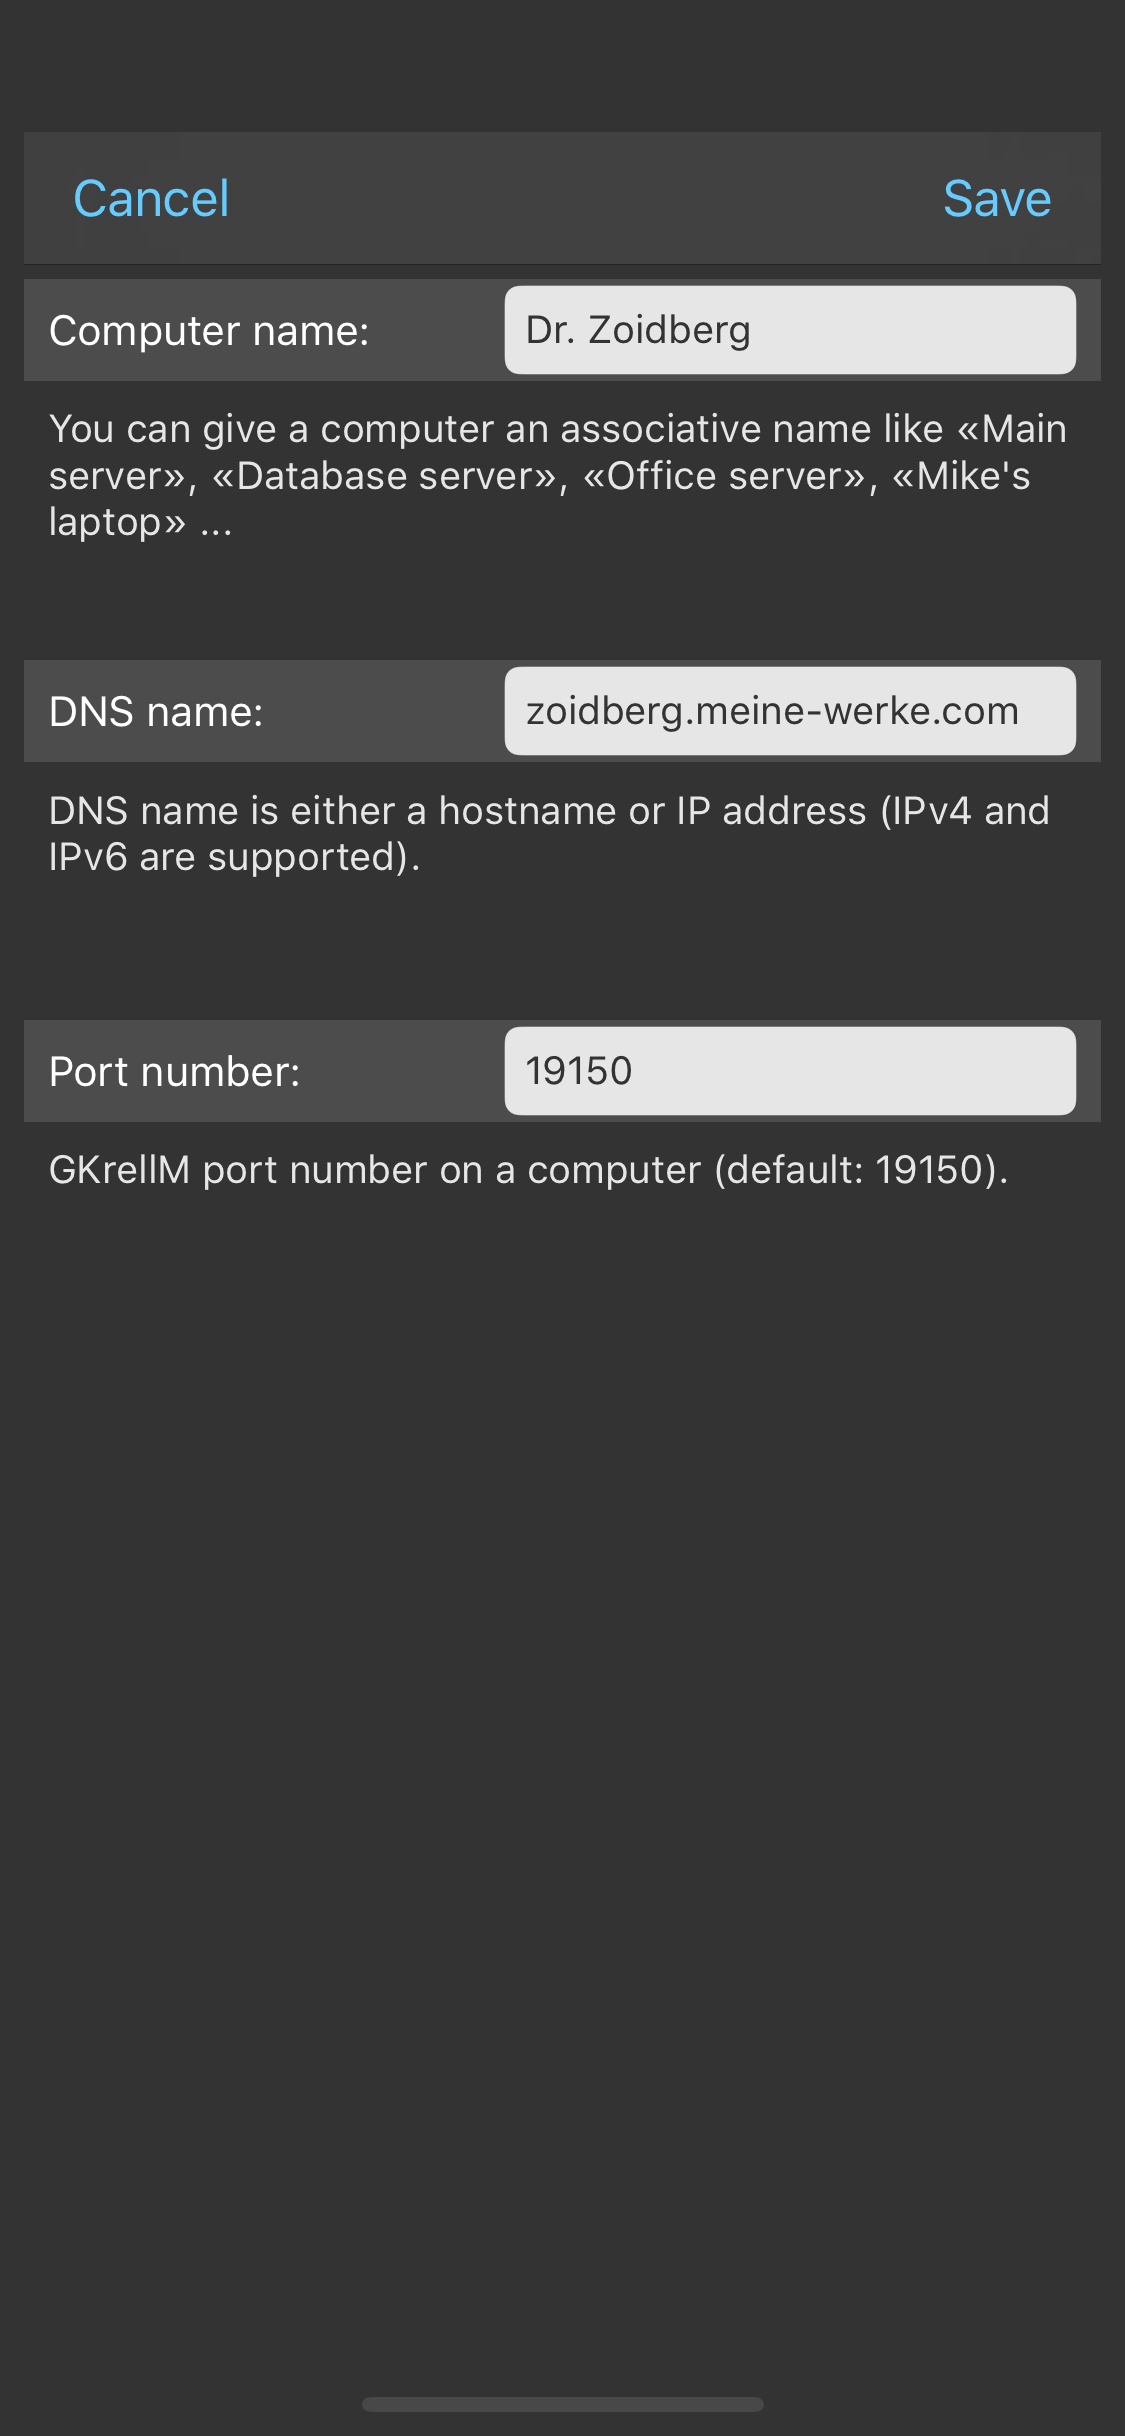 Cancel
Save
Computer name:
Dr. Zoidberg
You can give a computer an associative name like «Main
server», «Database server», «Office server», «Mike's
laptop» ...
DNS name:
zoidberg.meine-werke.com
DNS name is either a hostname or IP address (IPv4 and
IPv6 are supported).
Port number:
19150
GKrellM port number on a computer (default: 19150).